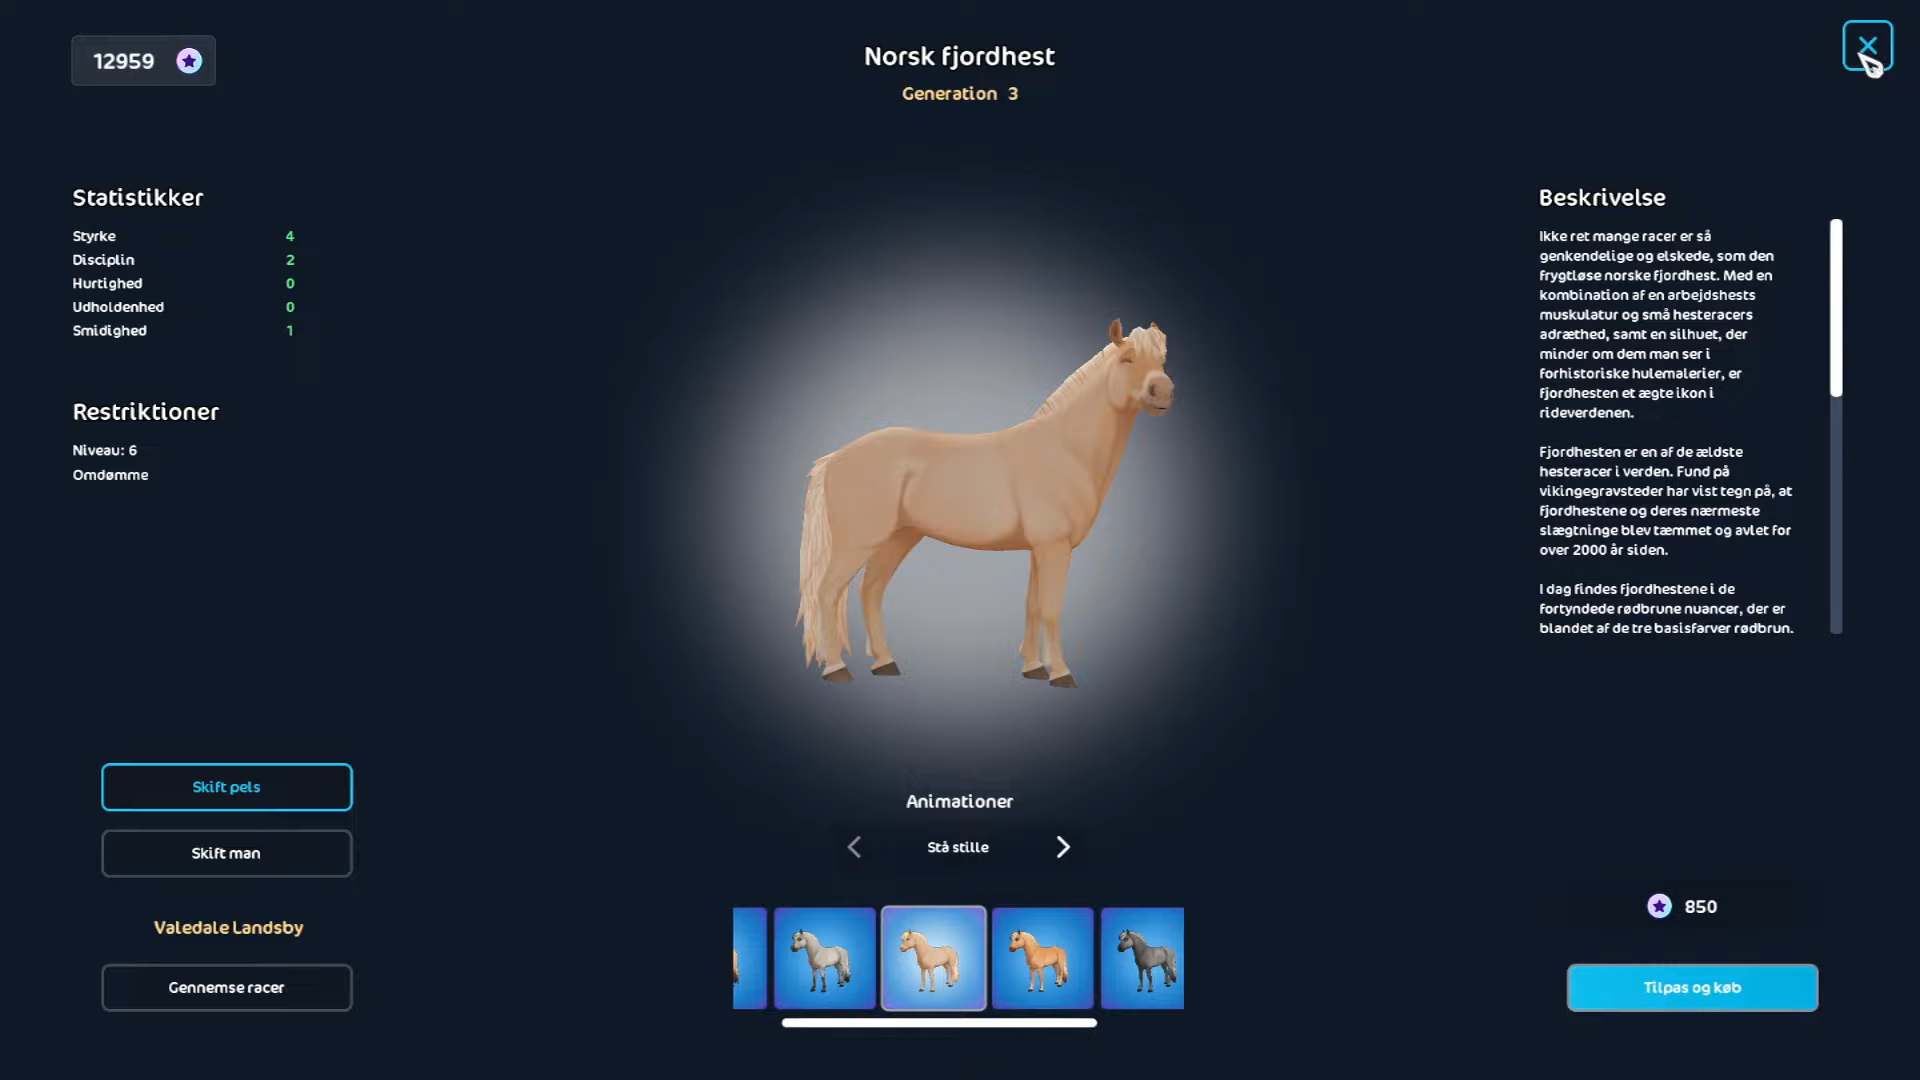 12959
Norsk fjordhest
Generation 3
Statistikker
Styrke 4
Disciplin 2
Hurtighed 0
Udholdenhed 0
Smidighed 1
Restriktioner
Niveau: 6
Omdømme
Beskrivelse
Ikke ret mange racer er så
genkendelige og elskede, som den
frygtløse norske fjordhest. Med en
kombination af en arbejdshests
muskulatur og små hesteracers
adræthed, samt en silhuet, der
minder om dem man ser i
forhistoriske hulemalerier, er
fjordhesten et ægte ikon i
rideverdenen.
Fjordhesten er en af de ældste
hesteracer i verden. Fund på
vikingegravsteder har vist tegn på, at
fjordhestene og deres nærmeste
slægtninge blev tæmmet og avlet for
over 2000 år siden.
I dag findes fjordhestene i de
fortyndede rødbrune nuancer, der er
blandet af de tre basisfarver rødbrun,
Skift pels
Skift man
Valedale Landsby
Gennemse racer
Animationer
Stå stille
850
Tilpas og køb